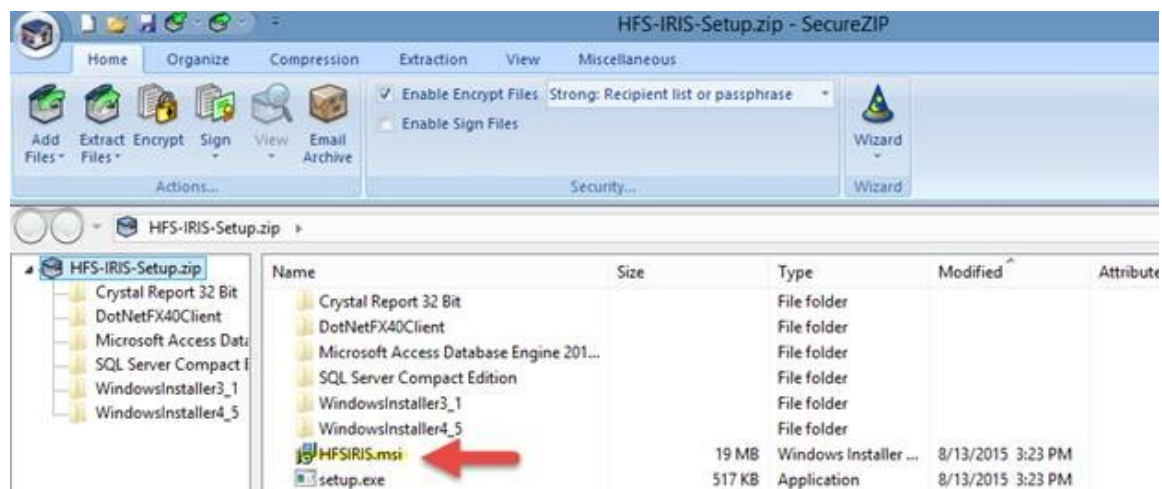 HFS-IRIS-Setup.zip - SecureZIP
Home Organize Compression Extraction View Miscellaneous
Add Files Extract Files Encrypt Sign View Email Archive
Enable Encrypt Files Strong: Recipient list or passphrase
Enable Sign Files
Wizard
Actions... Security... Wizard
HFS-IRIS-Setup.zip
HFS-IRIS-Setup.zip
Crystal Report 32 Bit
DotNetFX40Client
Microsoft Access Data
SQL Server Compact E
WindowsInstaller3_1
WindowsInstaller4_5
Name Size Type Modified Attribute
Crystal Report 32 Bit File folder
DotNetFX40Client File folder
Microsoft Access Database Engine 201... File folder
SQL Server Compact Edition File folder
WindowsInstaller3_1 File folder
WindowsInstaller4_5 File folder
HFSIRIS.msi 19 MB Windows Installer ... 8/13/2015 3:23 PM
setup.exe 517 KB Application 8/13/2015 3:23 PM